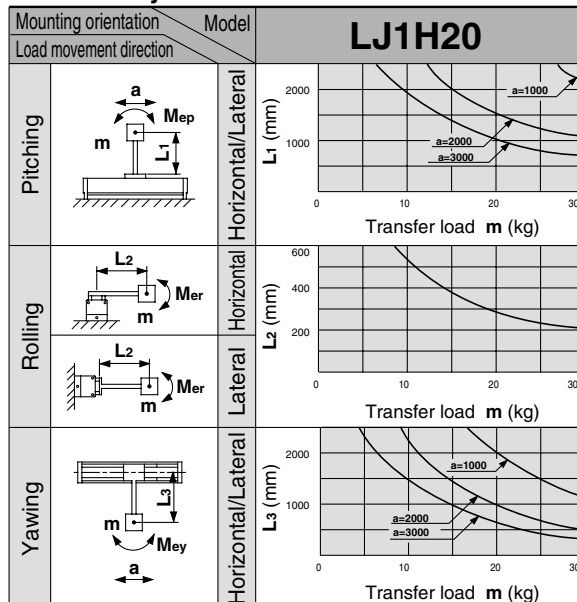 Mounting orientation
Model
Load movement direction
LJ1H20
Pitching
a
Mep
m
L1
Horizontal/Lateral
L1 (mm)
2000
1000
a=1000
a=2000
a=3000
0 10 20 30
Transfer load m (kg)
Rolling
L2
Mer
m
Horizontal
L2
Mer
m
Lateral
L2 (mm)
600
400
200
0 10 20 30
Transfer load m (kg)
Yawing
L3
m
Mey
a
Horizontal/Lateral
L3 (mm)
2000
1000
a=1000
a=2000
a=3000
0 10 20 30
Transfer load m (kg)